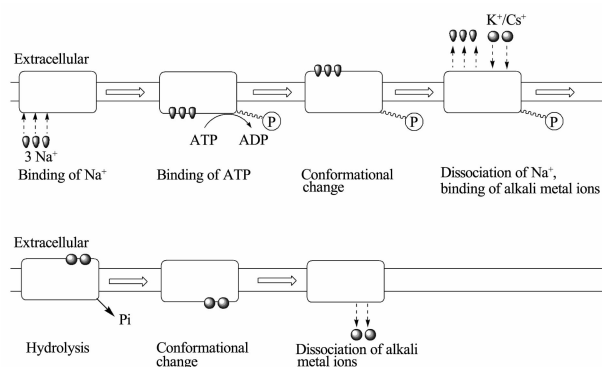 Extracellular
K⁺/Cs⁺
P
P
P
ATP
ADP
3 Na⁺
Binding of Na⁺
Binding of ATP
Conformational
change
Dissociation of Na⁺,
binding of alkali metal ions
Extracellular
Pi
Hydrolysis
Conformational
change
Dissociation of alkali
metal ions